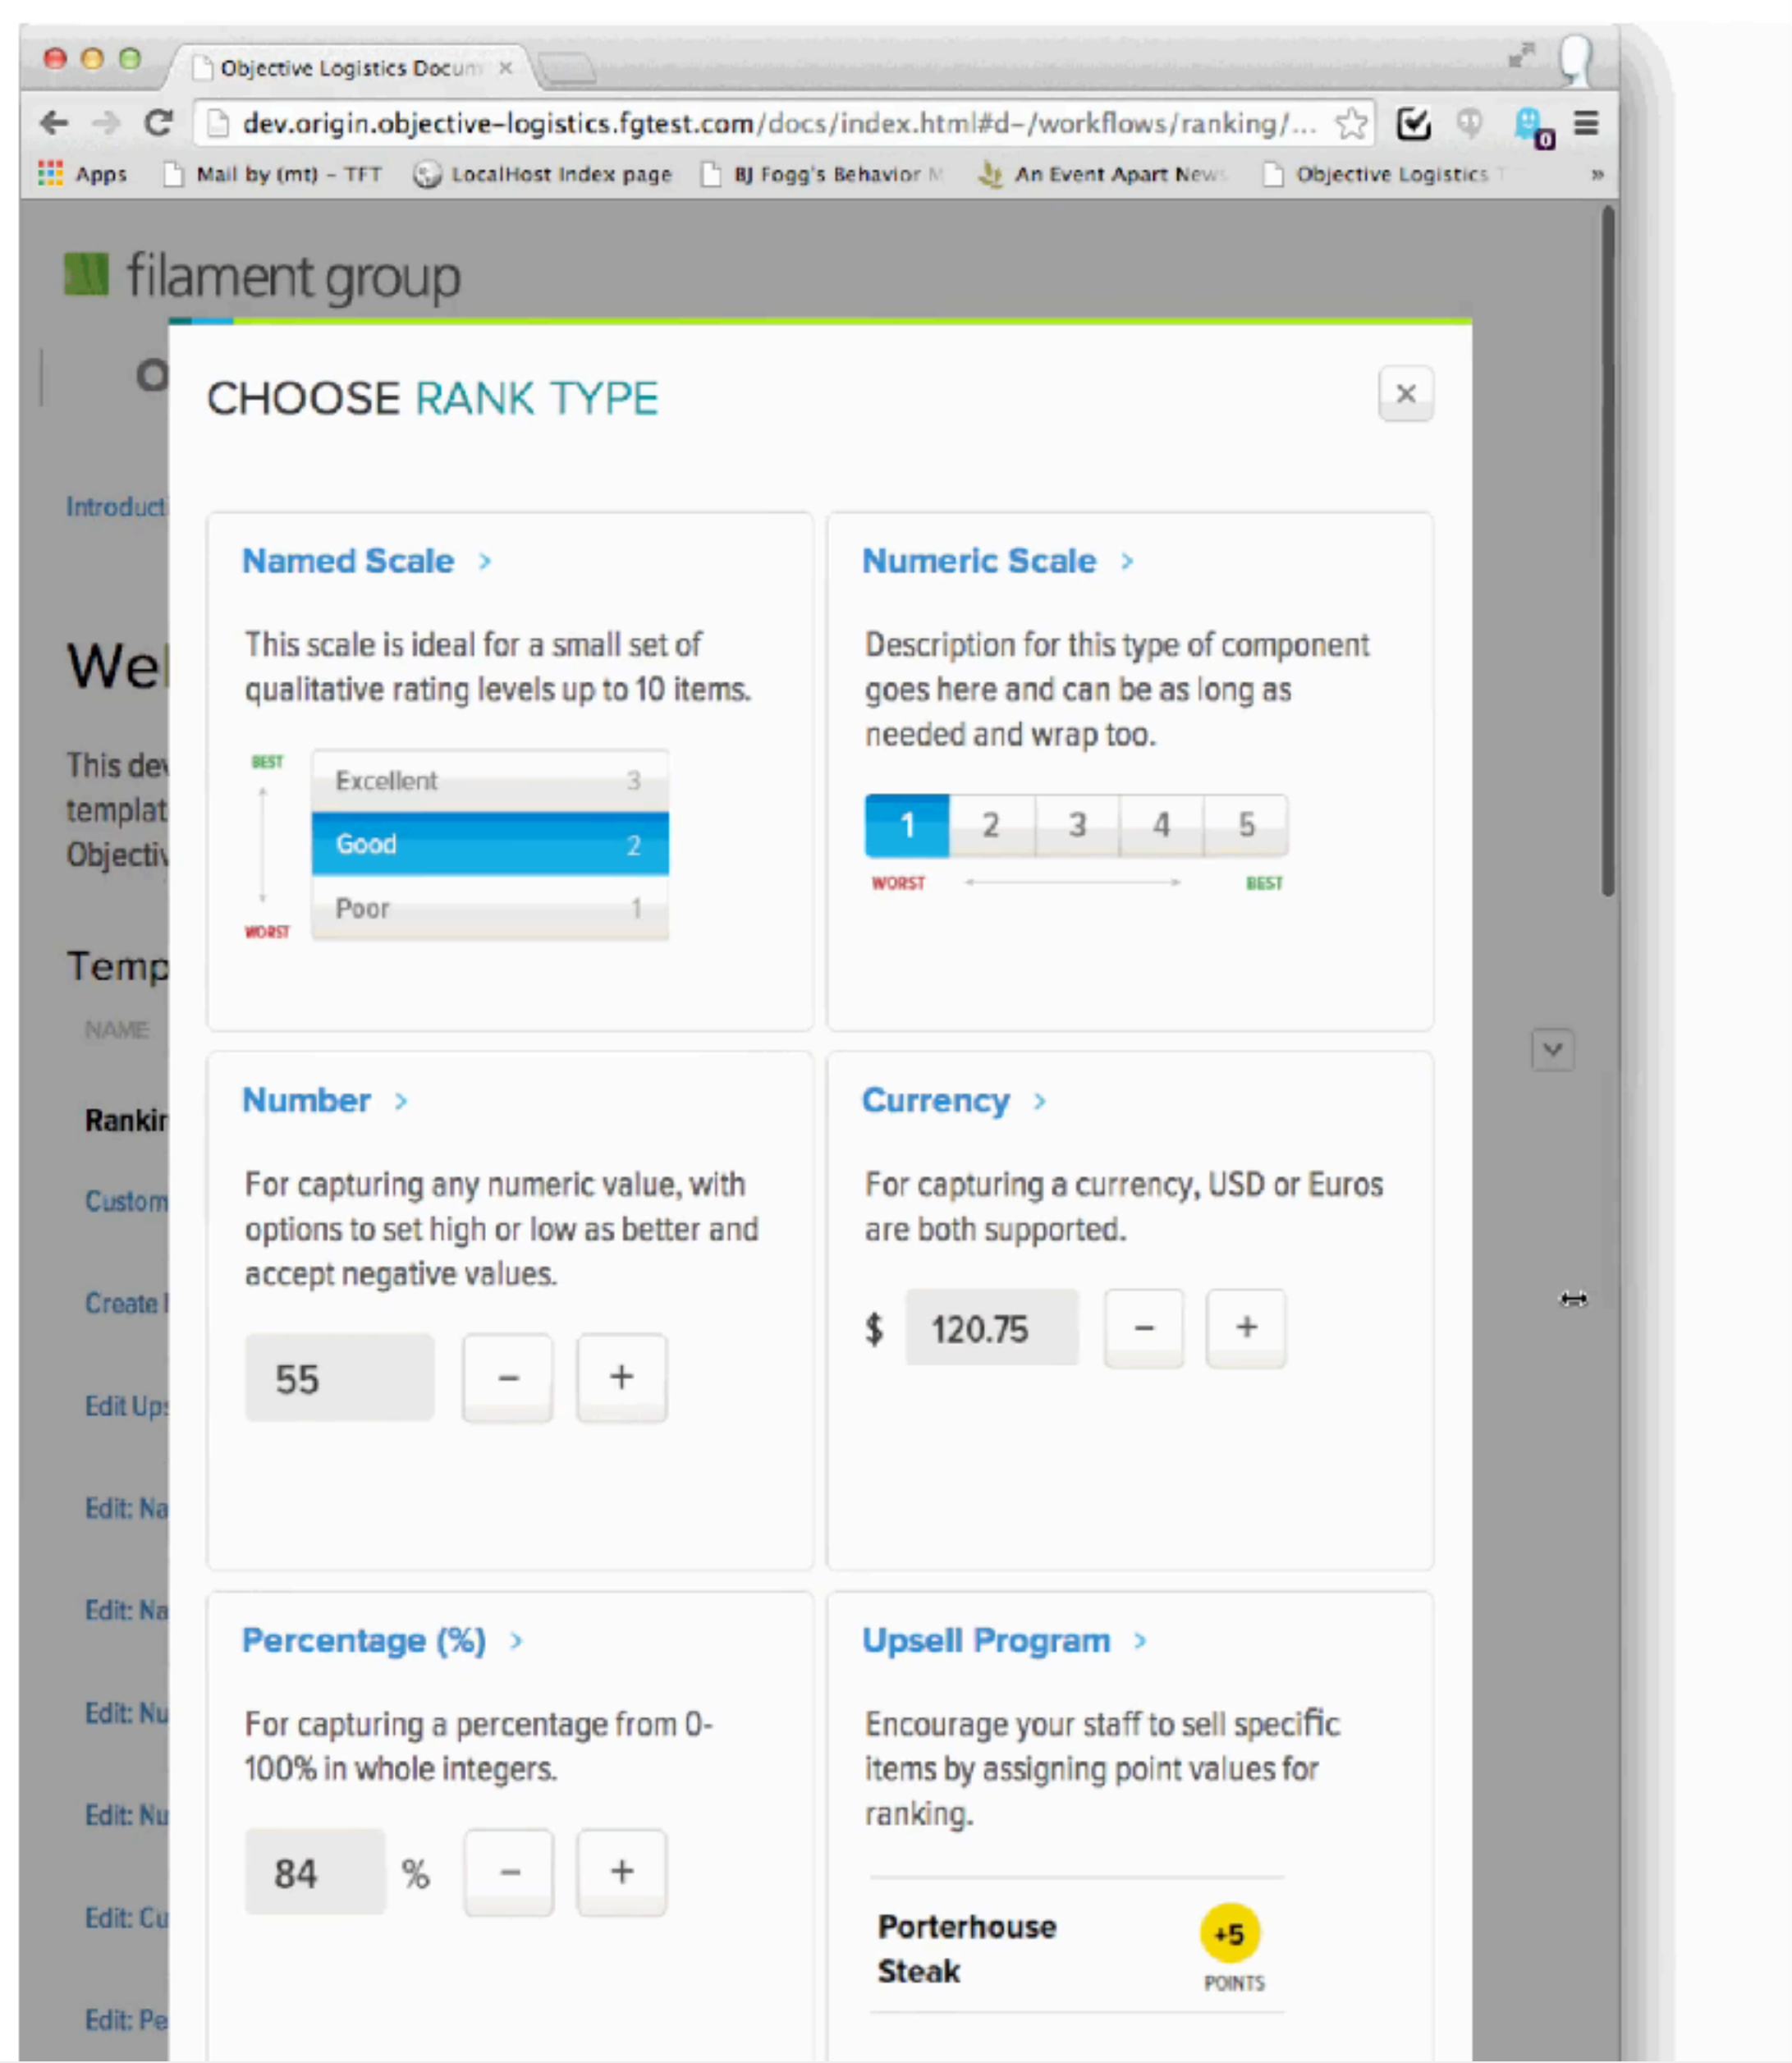 Objective Logistics Docum
dev.origin.objective-logistics.fgtest.com/docs/index.html#d-/workflows/ranking/...
Apps
Mail by (mt) - TFT
LocalHost Index page
BJ Fogg's Behavior M
An Event Apart News
Objective Logistics T
filament group
CHOOSE RANK TYPE
Introducti
Wel
This dev
templat
Objectiv
Temp
NAME
Rankin
Custom
Create
Edit Ups
Edit: Na
Edit: Na
Edit: Nu
Edit: Nu
Edit: Cu
Edit: Pe
Named Scale >
This scale is ideal for a small set of
qualitative rating levels up to 10 items.
BEST
Excellent 3
Good 2
Poor 1
WORST
Numeric Scale >
Description for this type of component
goes here and can be as long as
needed and wrap too.
1 2 3 4 5
WORST BEST
Number >
For capturing any numeric value, with
options to set high or low as better and
accept negative values.
55 - +
Currency >
For capturing a currency, USD or Euros
are both supported.
$ 120.75 - +
Percentage (%) >
For capturing a percentage from 0-
100% in whole integers.
84 % - +
Upsell Program >
Encourage your staff to sell specific
items by assigning point values for
ranking.
Porterhouse
Steak
+5
POINTS
0